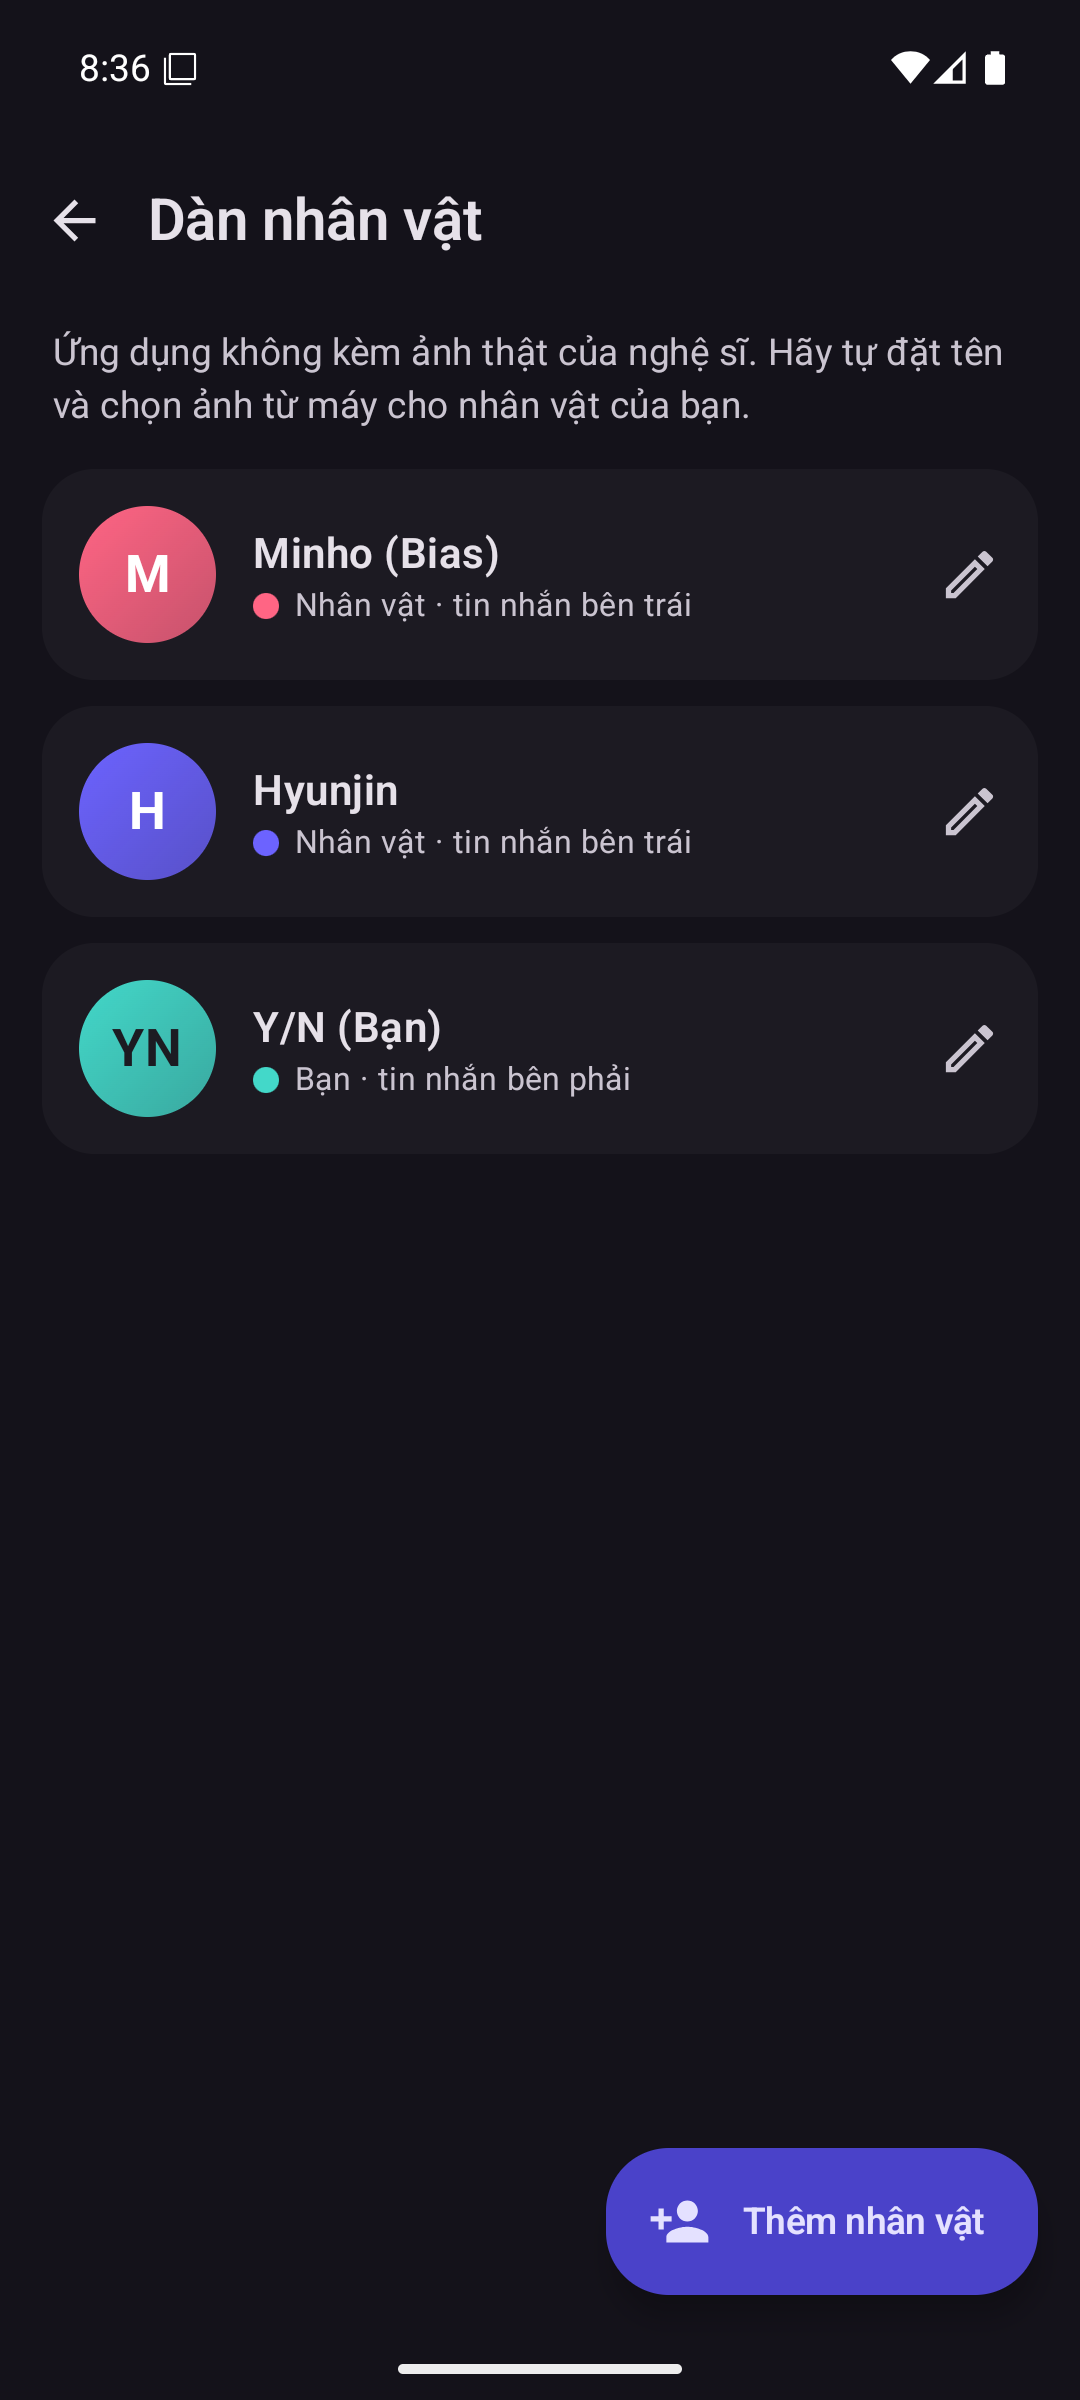 8:36
Dàn nhân vật
Ứng dụng không kèm ảnh thật của nghệ sĩ. Hãy tự đặt tên
và chọn ảnh từ máy cho nhân vật của bạn.
M
Minho (Bias)
Nhân vật · tin nhắn bên trái
H
Hyunjin
Nhân vật · tin nhắn bên trái
YN
Y/N (Bạn)
Bạn · tin nhắn bên phải
Thêm nhân vật